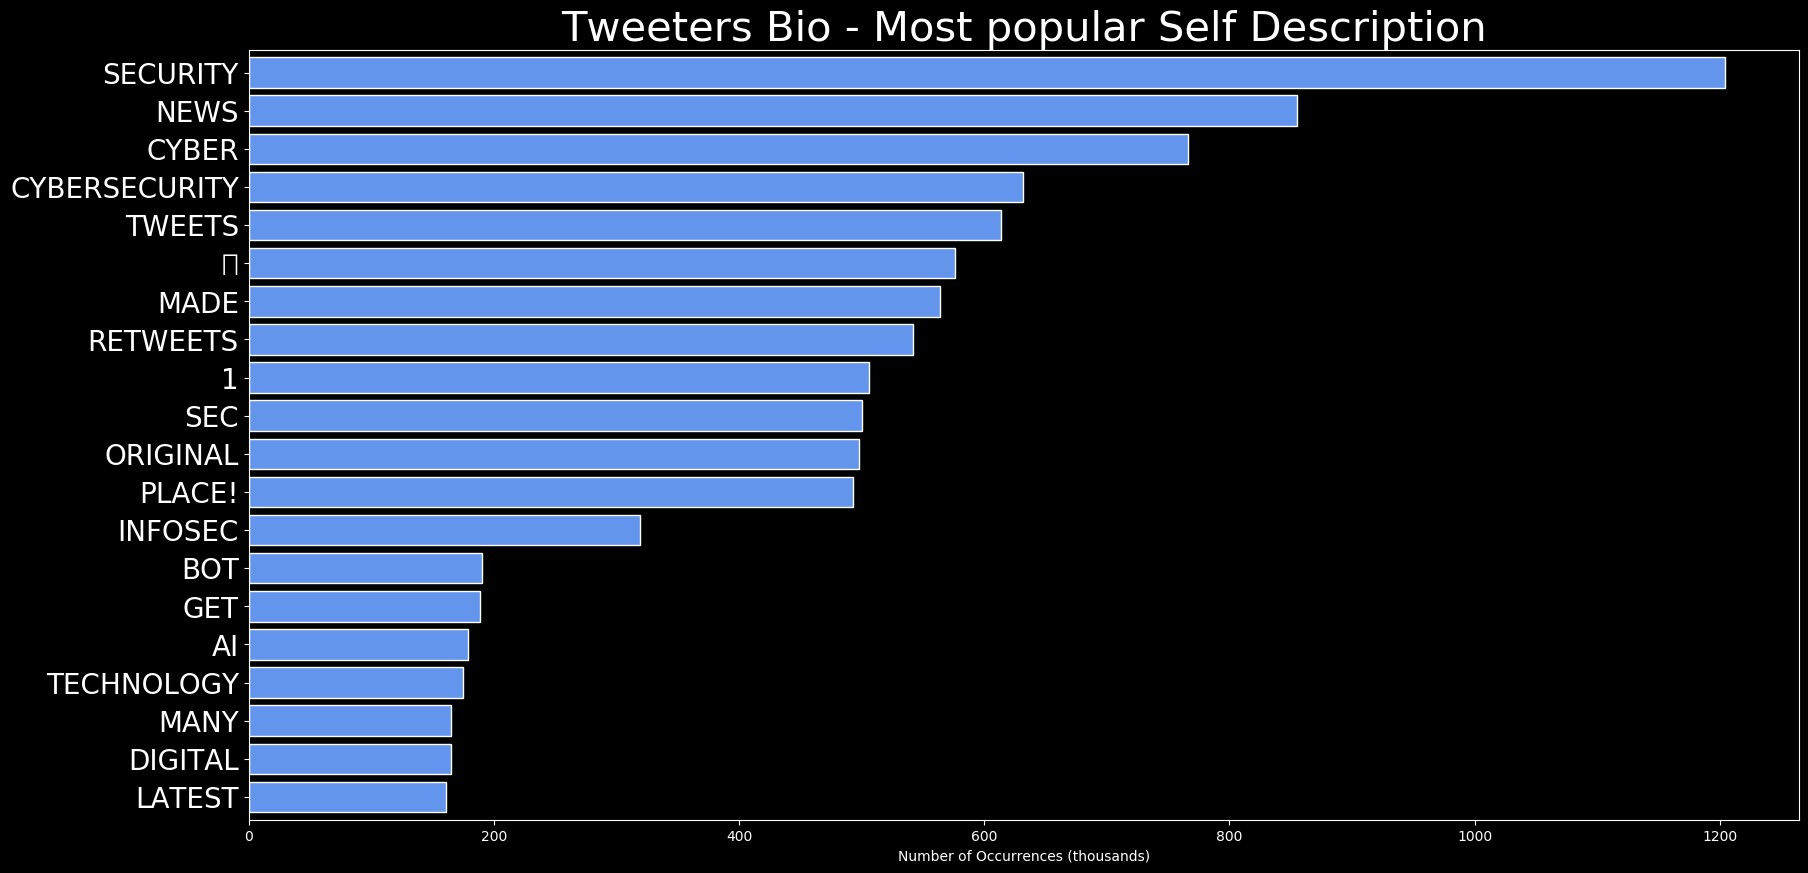 Tweeters Bio - Most popular Self Description
SECURITY
NEWS
CYBER
CYBERSECURITY
TWEETS
MADE
RETWEETS
1
SEC
ORIGINAL
PLACE!
INFOSEC
BOT
GET
AI
TECHNOLOGY
MANY
DIGITAL
LATEST
0 200 400 600 800 1000 1200
Number of Occurrences (thousands)